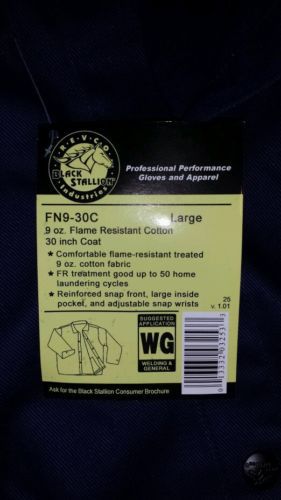 REVCO
BLACK STALLION
Industries
Professional Performance
Gloves and Apparel
FN9-30C Large
9 oz. Flame Resistant Cotton
30 inch Coat
★ Comfortable flame-resistant treated
9 oz. cotton fabric
★ FR treatment good up to 50 home
laundering cycles
★ Reinforced snap front, large inside
pocket, and adjustable snap wrists
25
v. 1.01
SUGGESTED
APPLICATION
WG
WELDING &
GENERAL
Ask for the Black Stallion Consumer Brochure